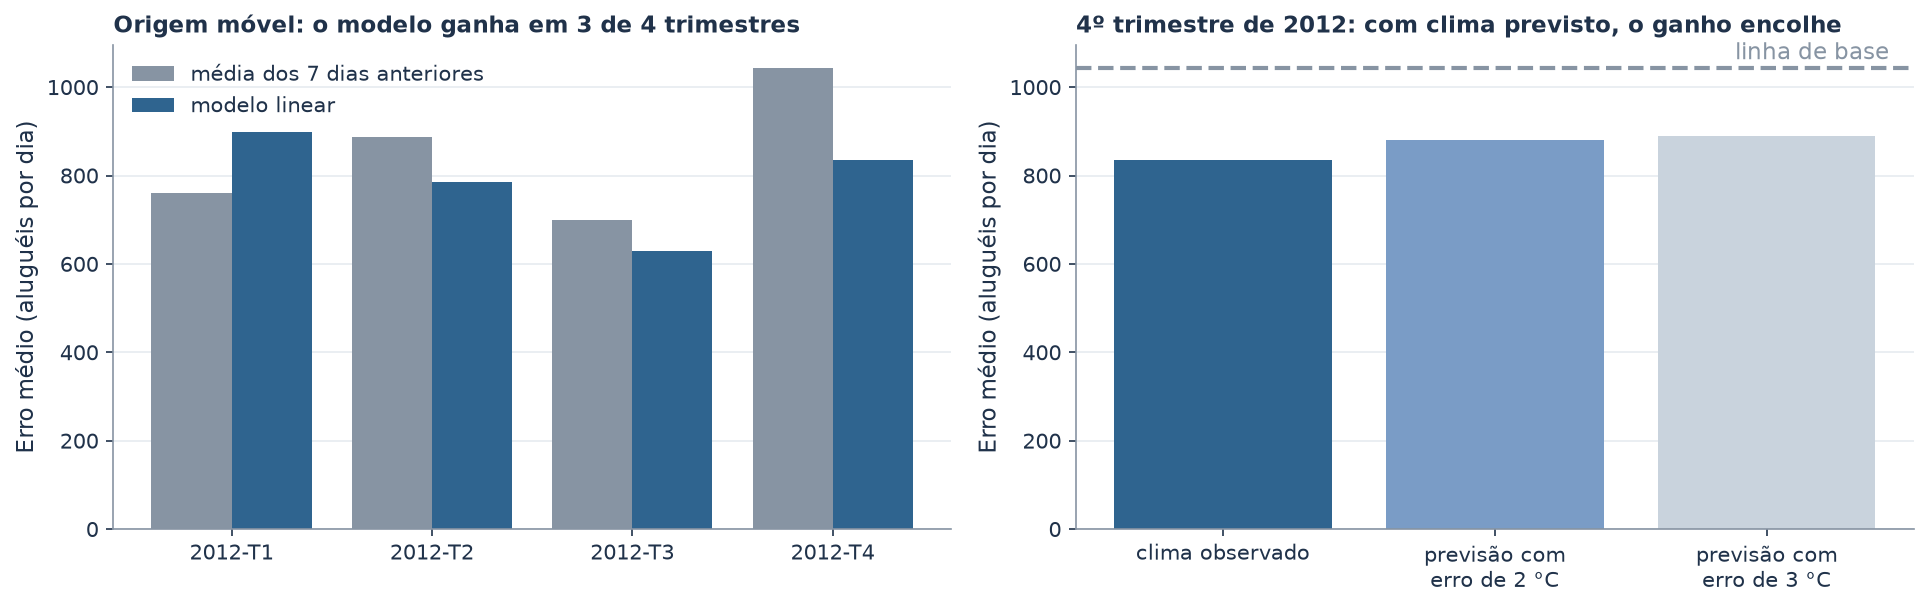 Origem móvel: o modelo ganha em 3 de 4 trimestres
média dos 7 dias anteriores
modelo linear
Erro médio (aluguéis por dia)
1000
800
600
400
200
0
2012-T1
2012-T2
2012-T3
2012-T4
4º trimestre de 2012: com clima previsto, o ganho encolhe
linha de base
Erro médio (aluguéis por dia)
1000
800
600
400
200
0
clima observado
previsão com
erro de 2 °C
previsão com
erro de 3 °C